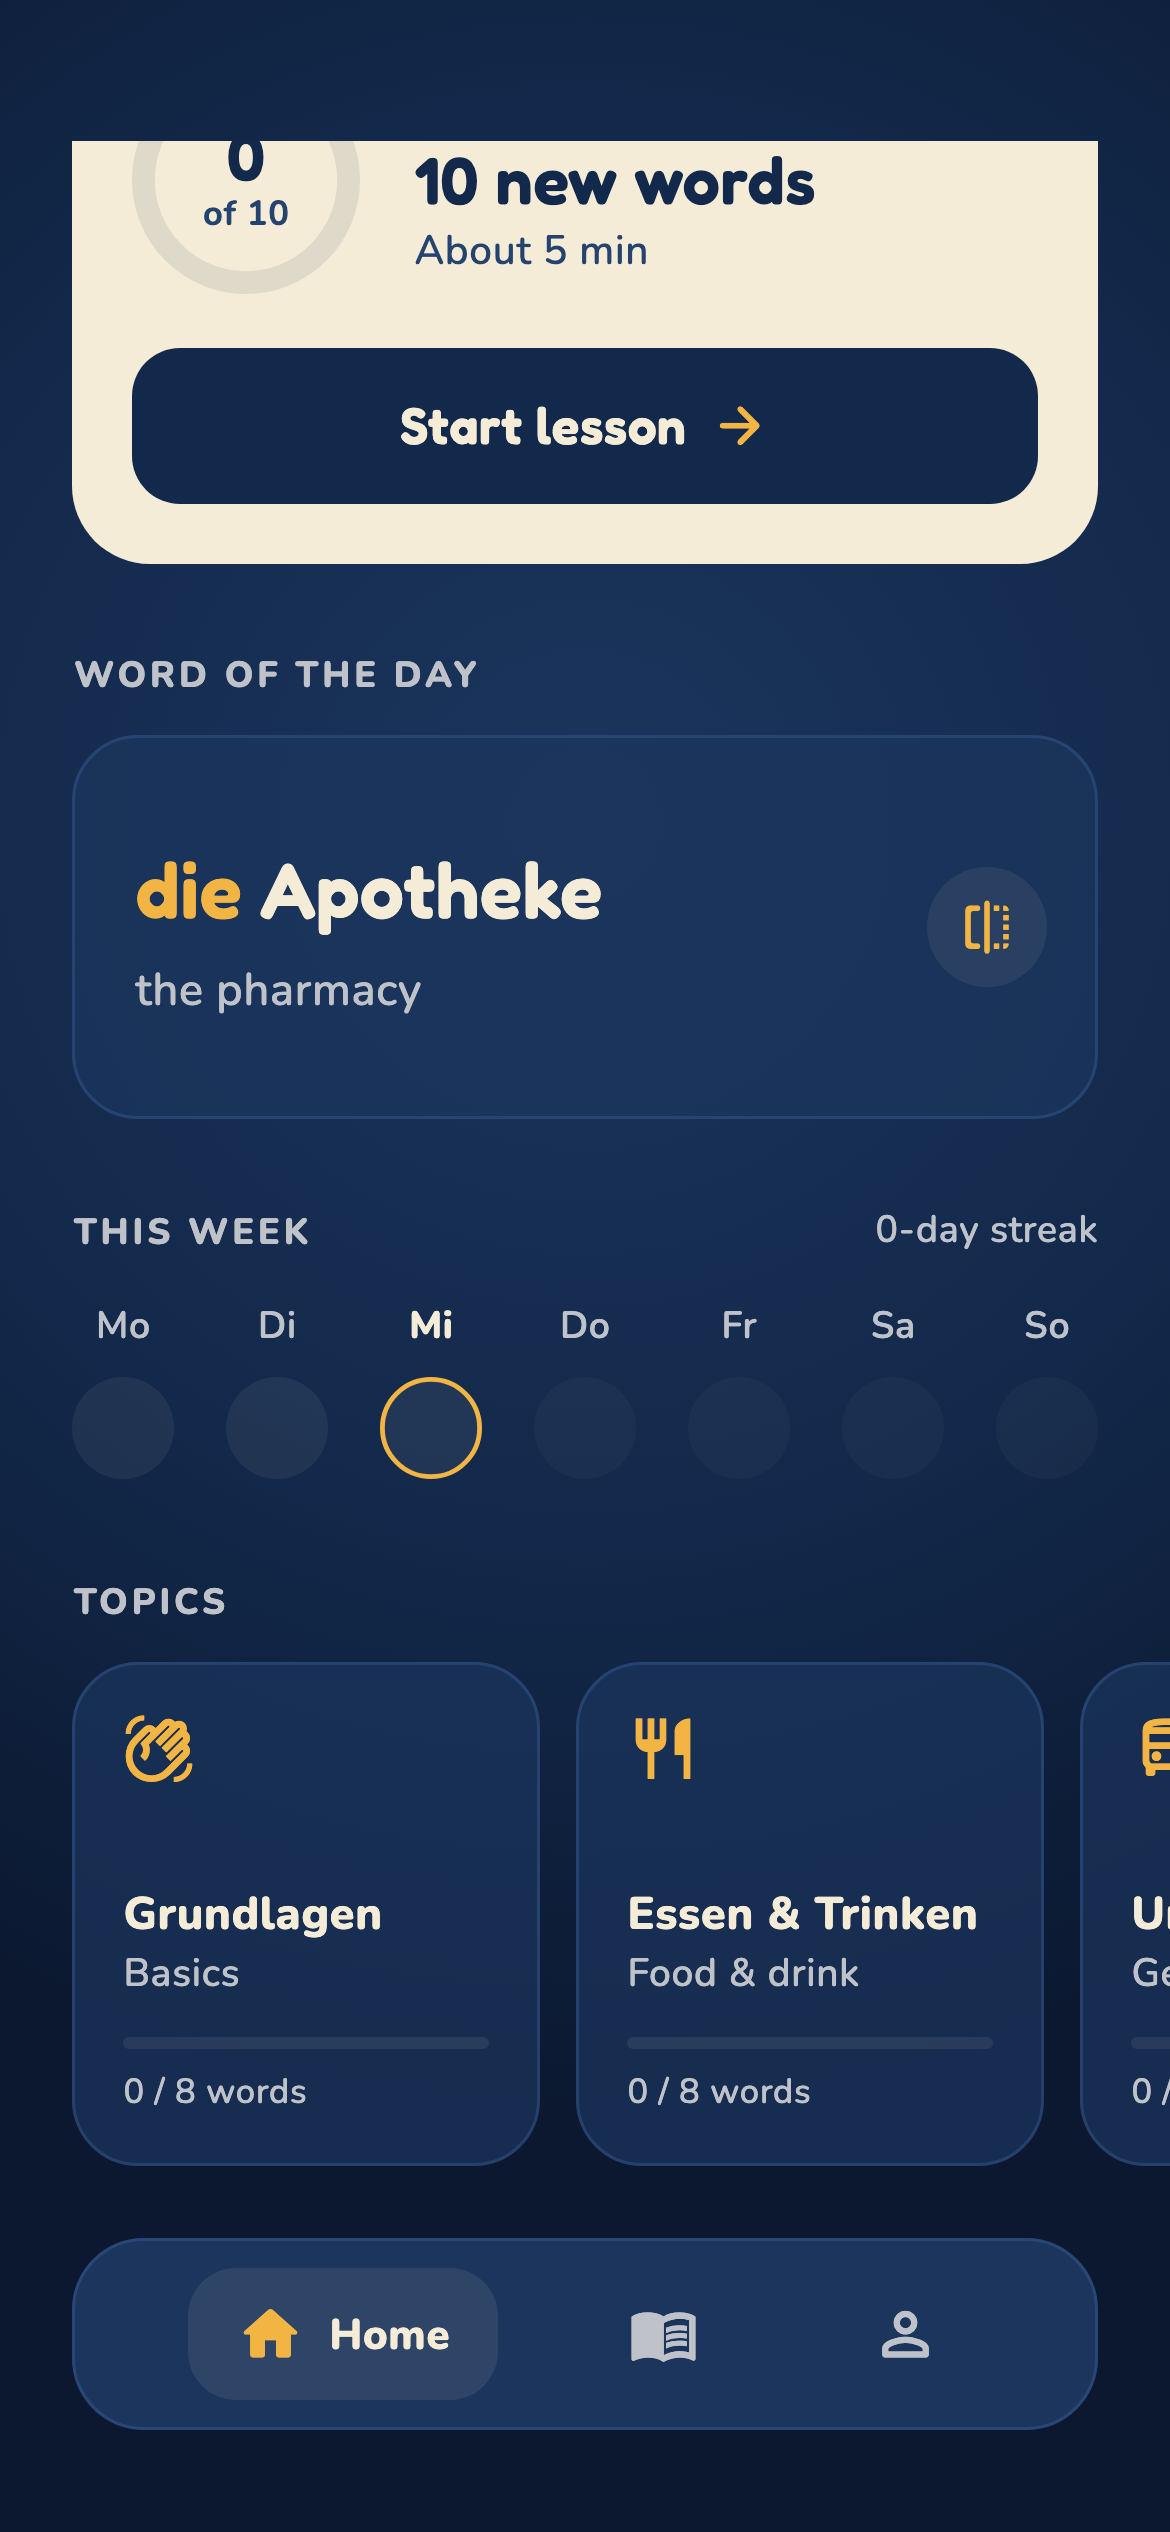 0
of 10
10 new words
About 5 min
Start lesson
WORD OF THE DAY
die Apotheke
the pharmacy
THIS WEEK
0-day streak
Mo Di Mi Do Fr Sa So
TOPICS
Grundlagen
Basics
0 / 8 words
Essen & Trinken
Food & drink
0 / 8 words
Home